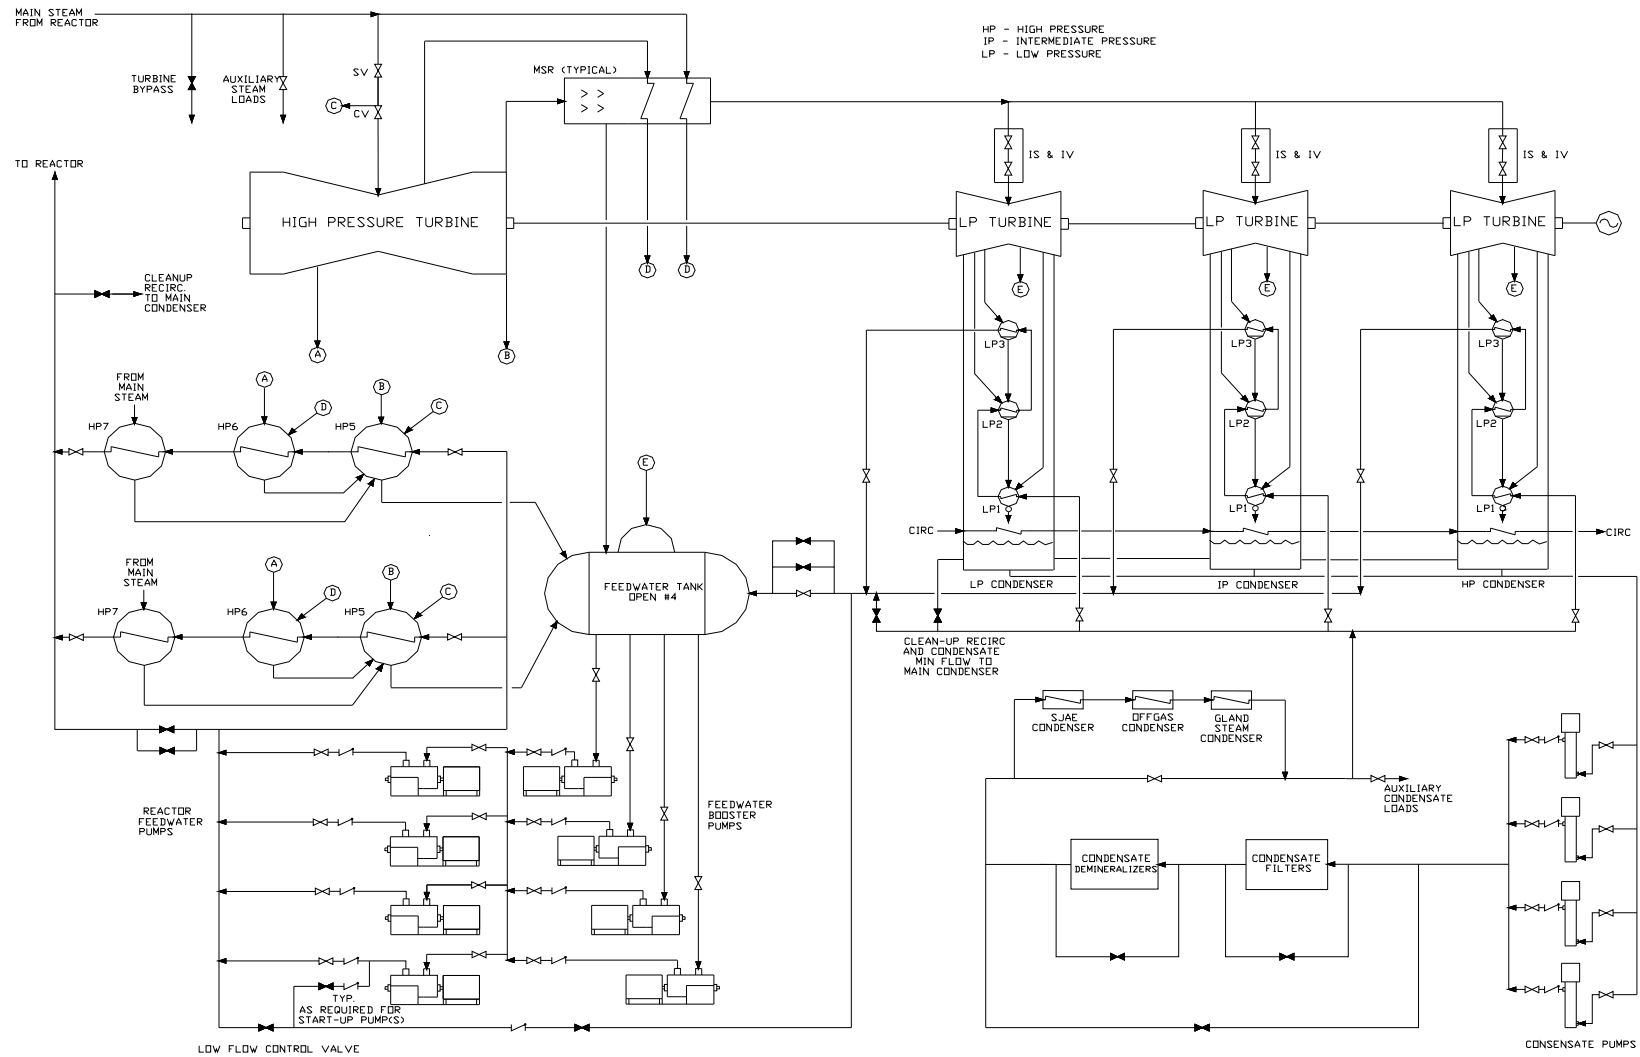 MAIN STEAM
FROM REACTOR
HP - HIGH PRESSURE
IP - INTERMEDIATE PRESSURE
LP - LOW PRESSURE
TURBINE
BYPASS
AUXILIARY
STEAM
LOADS
SV
C
CV
MSR (TYPICAL)
IS & IV
IS & IV
IS & IV
TO REACTOR
HIGH PRESSURE TURBINE
LP TURBINE
LP TURBINE
LP TURBINE
D
D
E
E
E
CLEANUP
RECIRC.
TO MAIN
CONDENSER
A
B
LP3
LP3
LP3
FROM
MAIN
STEAM
A
D
B
C
HP7
HP6
HP5
LP2
LP2
LP2
E
LP1
LP1
LP1
CIRC
CIRC
FROM
MAIN
STEAM
A
D
B
C
HP7
HP6
HP5
FEEDWATER TANK
OPEN #4
LP CONDENSER
IP CONDENSER
HP CONDENSER
CLEAN-UP RECIRC
AND CONDENSATE
MIN FLOW TO
MAIN CONDENSER
SJAE
CONDENSER
OFFGAS
CONDENSER
GLAND
STEAM
CONDENSER
AUXILIARY
CONDENSATE
LOADS
REACTOR
FEEDWATER
PUMPS
FEEDWATER
BOOSTER
PUMPS
CONDENSATE
DEMINERALIZERS
CONDENSATE
FILTERS
TYP.
AS REQUIRED FOR
START-UP PUMP(S)
LOW FLOW CONTROL VALVE
CONSENSATE PUMPS